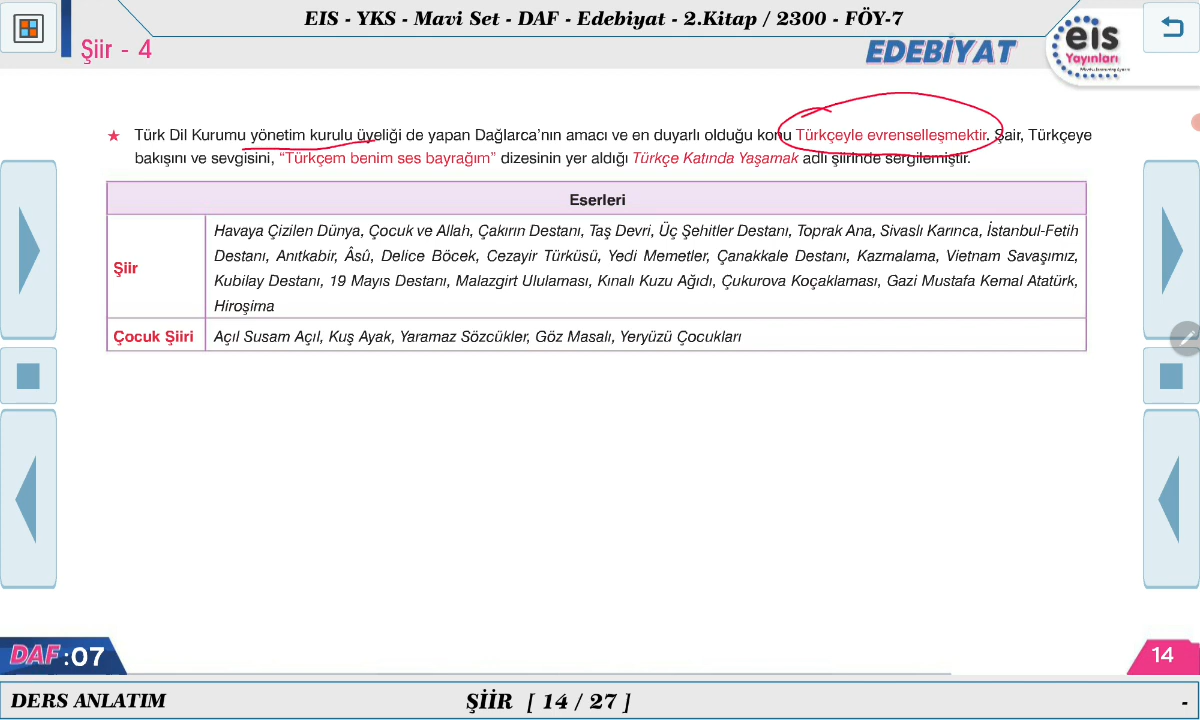 EIS - YKS - Mavi Set - DAF - Edebiyat - 2.Kitap / 2300 - FÖY-7
Şiir - 4
EDEBİYAT
eis
Yayınları
★ Türk Dil Kurumu yönetim kurulu üyeliği de yapan Dağlarca'nın amacı ve en duyarlı olduğu konu Türkçeyle evrenselleşmektir. Şair, Türkçeye
bakışını ve sevgisini, “Türkçem benim ses bayrağım” dizesinin yer aldığı Türkçe Katında Yaşamak adlı şiirinde sergilemiştir.
Eserleri
Şiir
Havaya Çizilen Dünya, Çocuk ve Allah, Çakırın Destanı, Taş Devri, Üç Şehitler Destanı, Toprak Ana, Sivaslı Karınca, İstanbul-Fetih
Destanı, Anıtkabir, Âsû, Delice Böcek, Cezayir Türküsü, Yedi Memetler, Çanakkale Destanı, Kazmalama, Vietnam Savaşımız,
Kubilay Destanı, 19 Mayıs Destanı, Malazgirt Ululaması, Kınalı Kuzu Ağıdı, Çukurova Koçaklaması, Gazi Mustafa Kemal Atatürk,
Hiroşima
Çocuk Şiiri
Açıl Susam Açıl, Kuş Ayak, Yaramaz Sözcükler, Göz Masalı, Yeryüzü Çocukları
DAF :07
14
DERS ANLATIM
ŞİİR [ 14 / 27 ]
-